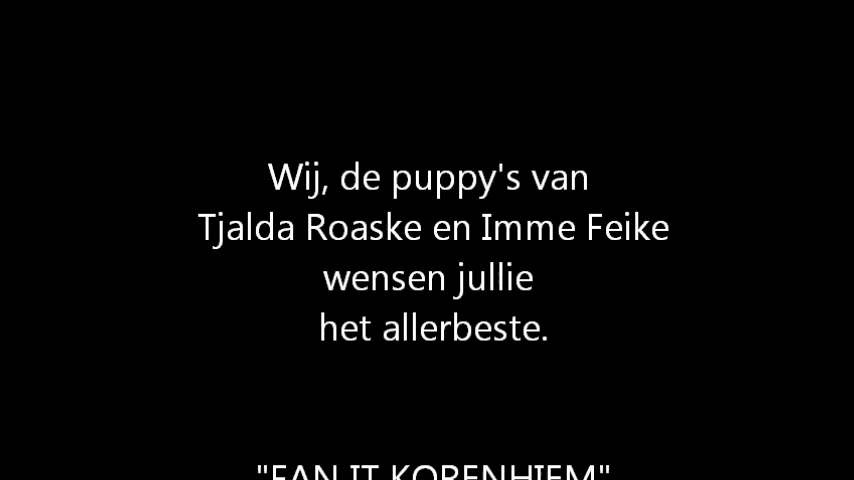 Wij, de puppy's van
Tjalda Roaske en Imme Feike
wensen jullie
het allerbeste.
"FAN IT KORENHIEM"